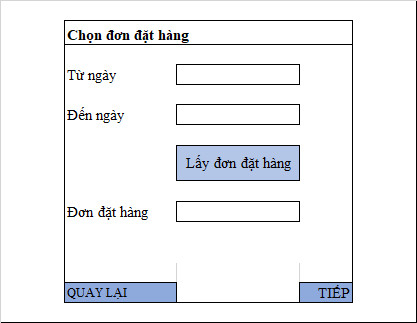 Chọn đơn đặt hàng
Từ ngày
Đến ngày
Lấy đơn đặt hàng
Đơn đặt hàng
QUAY LẠI
TIẾP